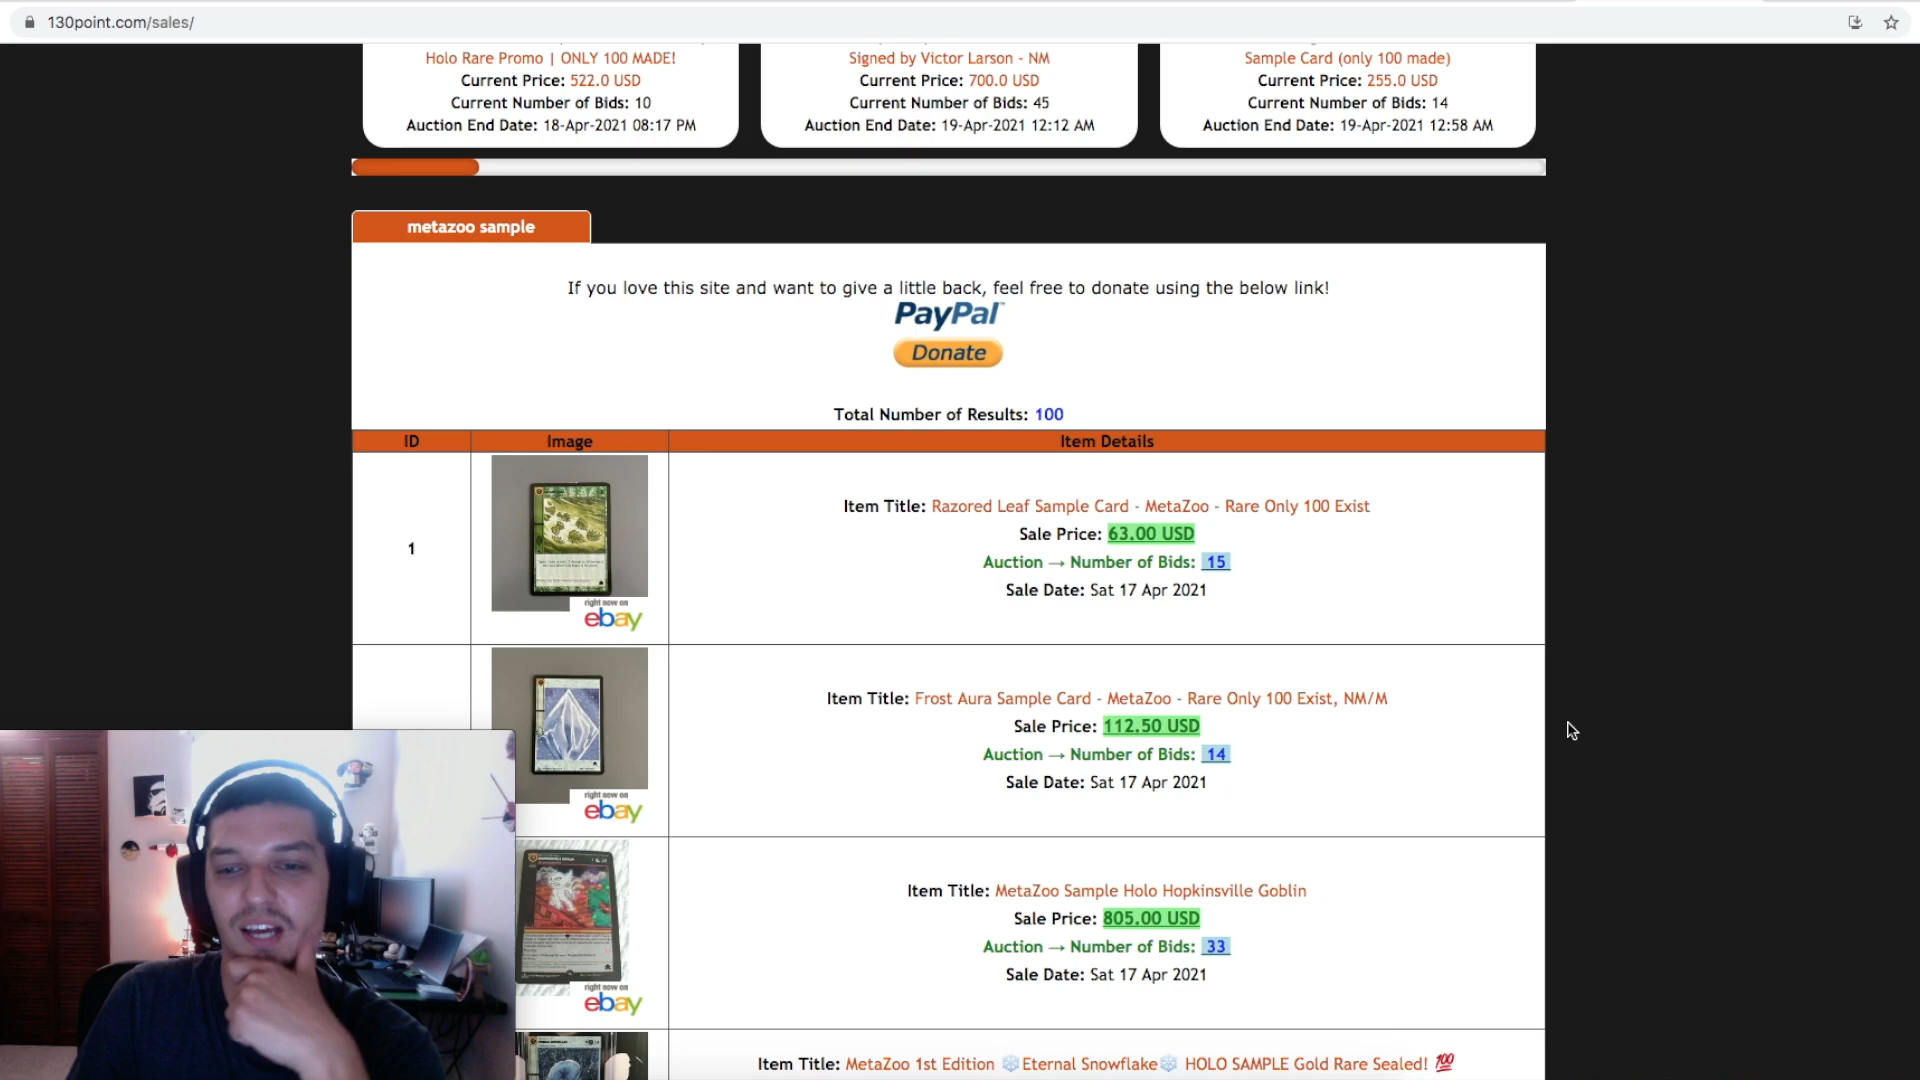 130point.com/sales/
Holo Rare Promo | ONLY 100 MADE!
Current Price: 522.0 USD
Current Number of Bids: 10
Auction End Date: 18-Apr-2021 08:17 PM
Signed by Victor Larson - NM
Current Price: 700.0 USD
Current Number of Bids: 45
Auction End Date: 19-Apr-2021 12:12 AM
Sample Card (only 100 made)
Current Price: 255.0 USD
Current Number of Bids: 14
Auction End Date: 19-Apr-2021 12:58 AM
metazoo sample
If you love this site and want to give a little back, feel free to donate using the below link!
PayPal
Donate
Total Number of Results: 100
ID Image Item Details
1
right now on
ebay
Item Title: Razored Leaf Sample Card - MetaZoo - Rare Only 100 Exist
Sale Price: 63.00 USD
Auction → Number of Bids: 15
Sale Date: Sat 17 Apr 2021
right now on
ebay
Item Title: Frost Aura Sample Card - MetaZoo - Rare Only 100 Exist, NM/M
Sale Price: 112.50 USD
Auction → Number of Bids: 14
Sale Date: Sat 17 Apr 2021
right now on
ebay
Item Title: MetaZoo Sample Holo Hopkinsville Goblin
Sale Price: 805.00 USD
Auction → Number of Bids: 33
Sale Date: Sat 17 Apr 2021
Item Title: MetaZoo 1st Edition ❄️Eternal Snowflake❄️ HOLO SAMPLE Gold Rare Sealed! 💯